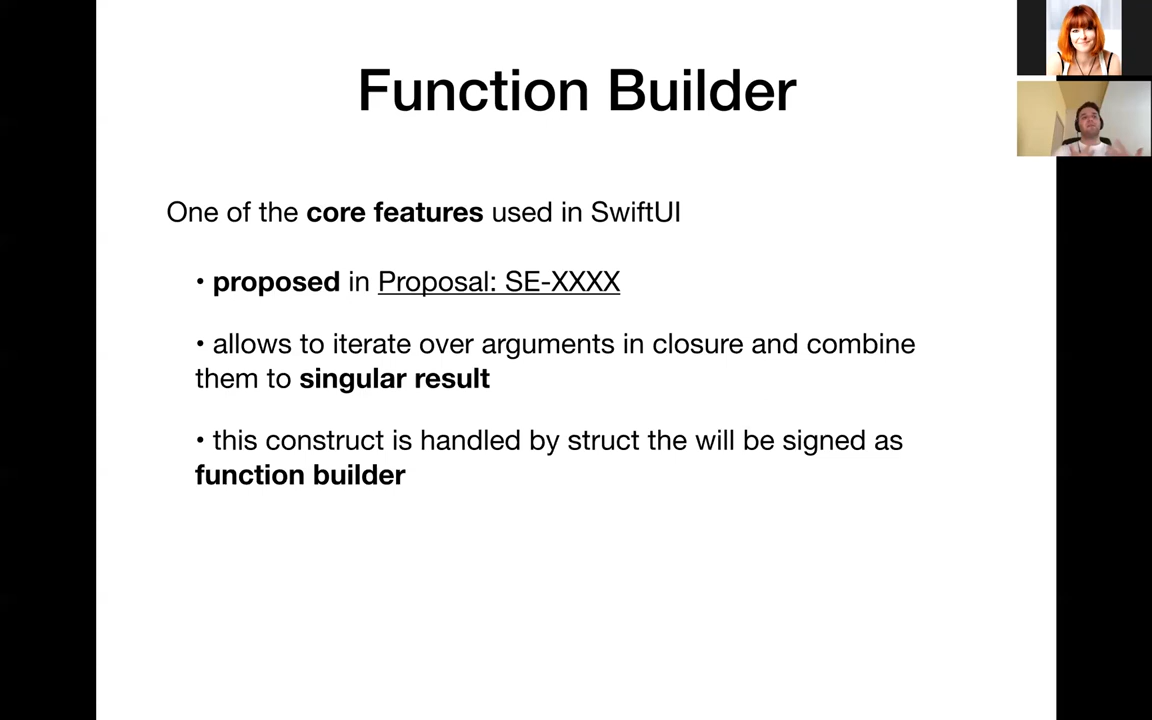 Function Builder
One of the core features used in SwiftUI
• proposed in Proposal: SE-XXXX
• allows to iterate over arguments in closure and combine
them to singular result
• this construct is handled by struct the will be signed as
function builder